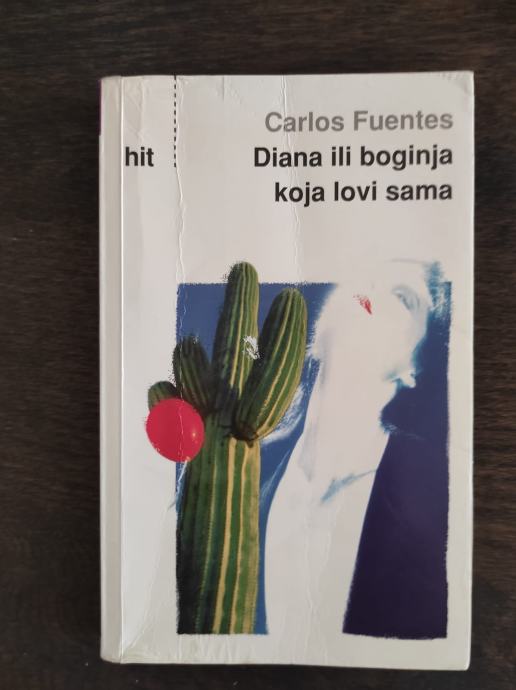 Carlos Fuentes
hit
Diana ili boginja
koja lovi sama